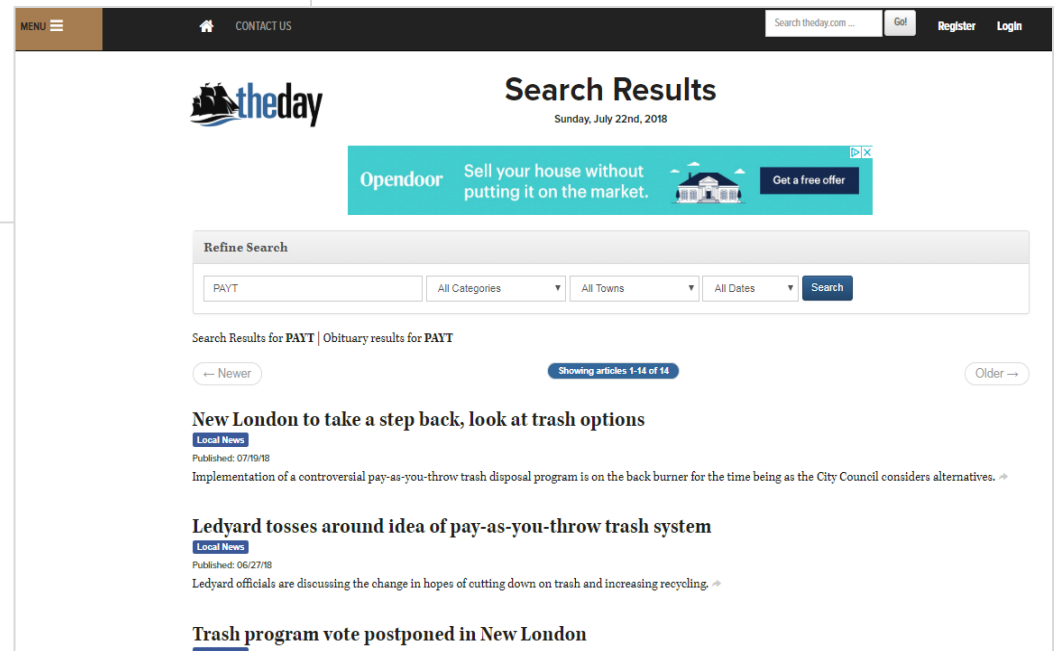 MENU
CONTACT US
Search theday.com ...
Go!
Register
Login
theday
Search Results
Sunday, July 22nd, 2018
Opendoor
Sell your house without
putting it on the market.
Get a free offer
Refine Search
PAYT
All Categories
All Towns
All Dates
Search
Search Results for PAYT | Obituary results for PAYT
← Newer
Showing articles 1-14 of 14
Older →
New London to take a step back, look at trash options
Local News
Published: 07/19/18
Implementation of a controversial pay-as-you-throw trash disposal program is on the back burner for the time being as the City Council considers alternatives.
Ledyard tosses around idea of pay-as-you-throw trash system
Local News
Published: 06/27/18
Ledyard officials are discussing the change in hopes of cutting down on trash and increasing recycling.
Trash program vote postponed in New London